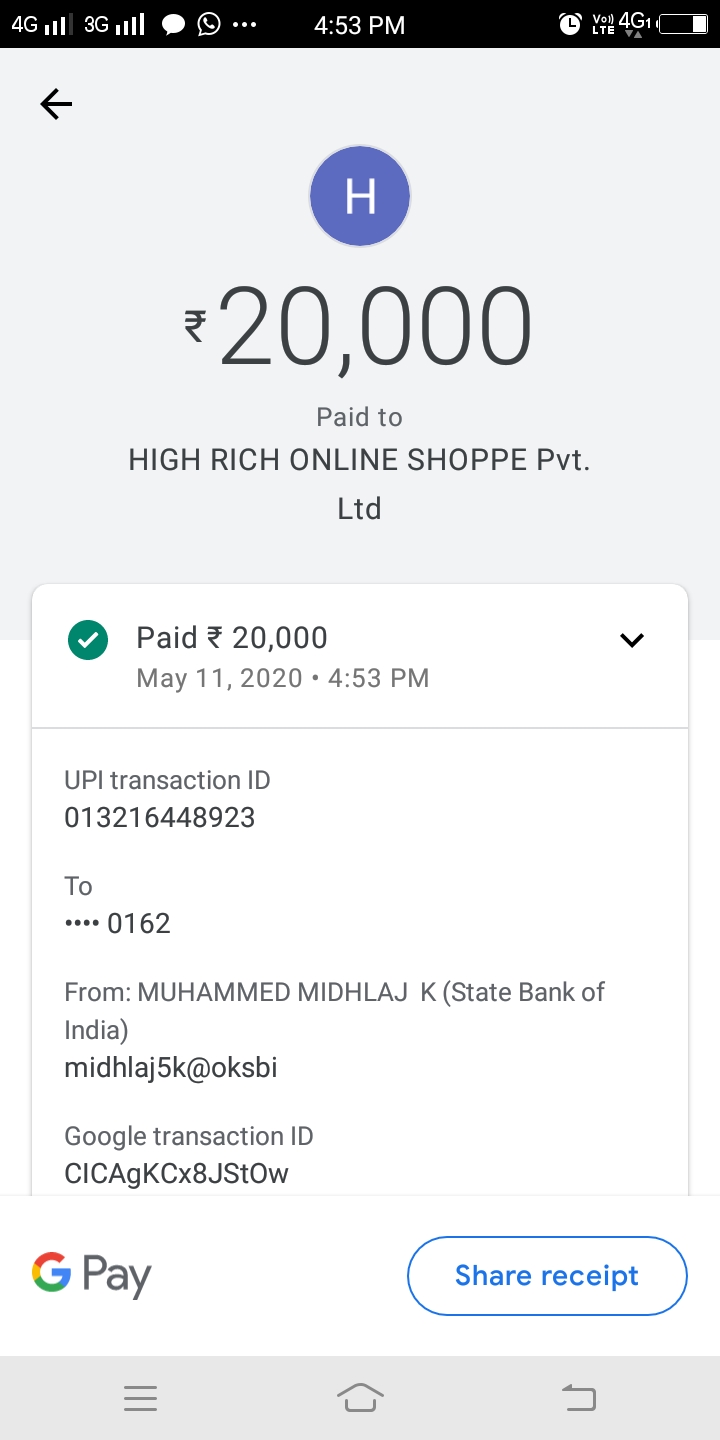 4G 3G 4:53 PM Vo)) LTE 4G1
H
₹20,000
Paid to
HIGH RICH ONLINE SHOPPE Pvt.
Ltd
Paid ₹ 20,000
May 11, 2020 • 4:53 PM
UPI transaction ID
013216448923
To
•••• 0162
From: MUHAMMED MIDHLAJ K (State Bank of
India)
midhlaj5k@oksbi
Google transaction ID
CICAgKCx8JStOw
G Pay
Share receipt